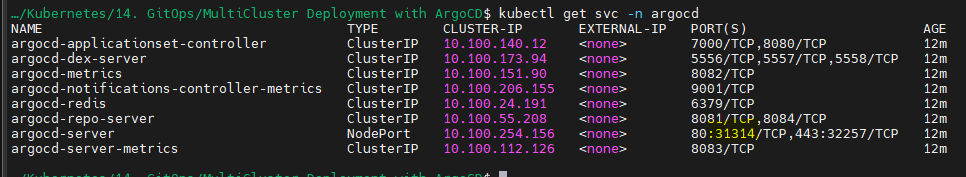 …/Kubernetes/14. GitOps/MultiCluster Deployment with ArgoCD$ kubectl get svc -n argocd
NAME TYPE CLUSTER-IP EXTERNAL-IP PORT(S) AGE
argocd-applicationset-controller ClusterIP 10.100.140.12 <none> 7000/TCP,8080/TCP 12m
argocd-dex-server ClusterIP 10.100.173.94 <none> 5556/TCP,5557/TCP,5558/TCP 12m
argocd-metrics ClusterIP 10.100.151.90 <none> 8082/TCP 12m
argocd-notifications-controller-metrics ClusterIP 10.100.206.155 <none> 9001/TCP 12m
argocd-redis ClusterIP 10.100.24.191 <none> 6379/TCP 12m
argocd-repo-server ClusterIP 10.100.55.208 <none> 8081/TCP,8084/TCP 12m
argocd-server NodePort 10.100.254.156 <none> 80:31314/TCP,443:32257/TCP 12m
argocd-server-metrics ClusterIP 10.100.112.126 <none> 8083/TCP 12m
…/Kubernetes/14. GitOps/MultiCluster Deployment with ArgoCD$